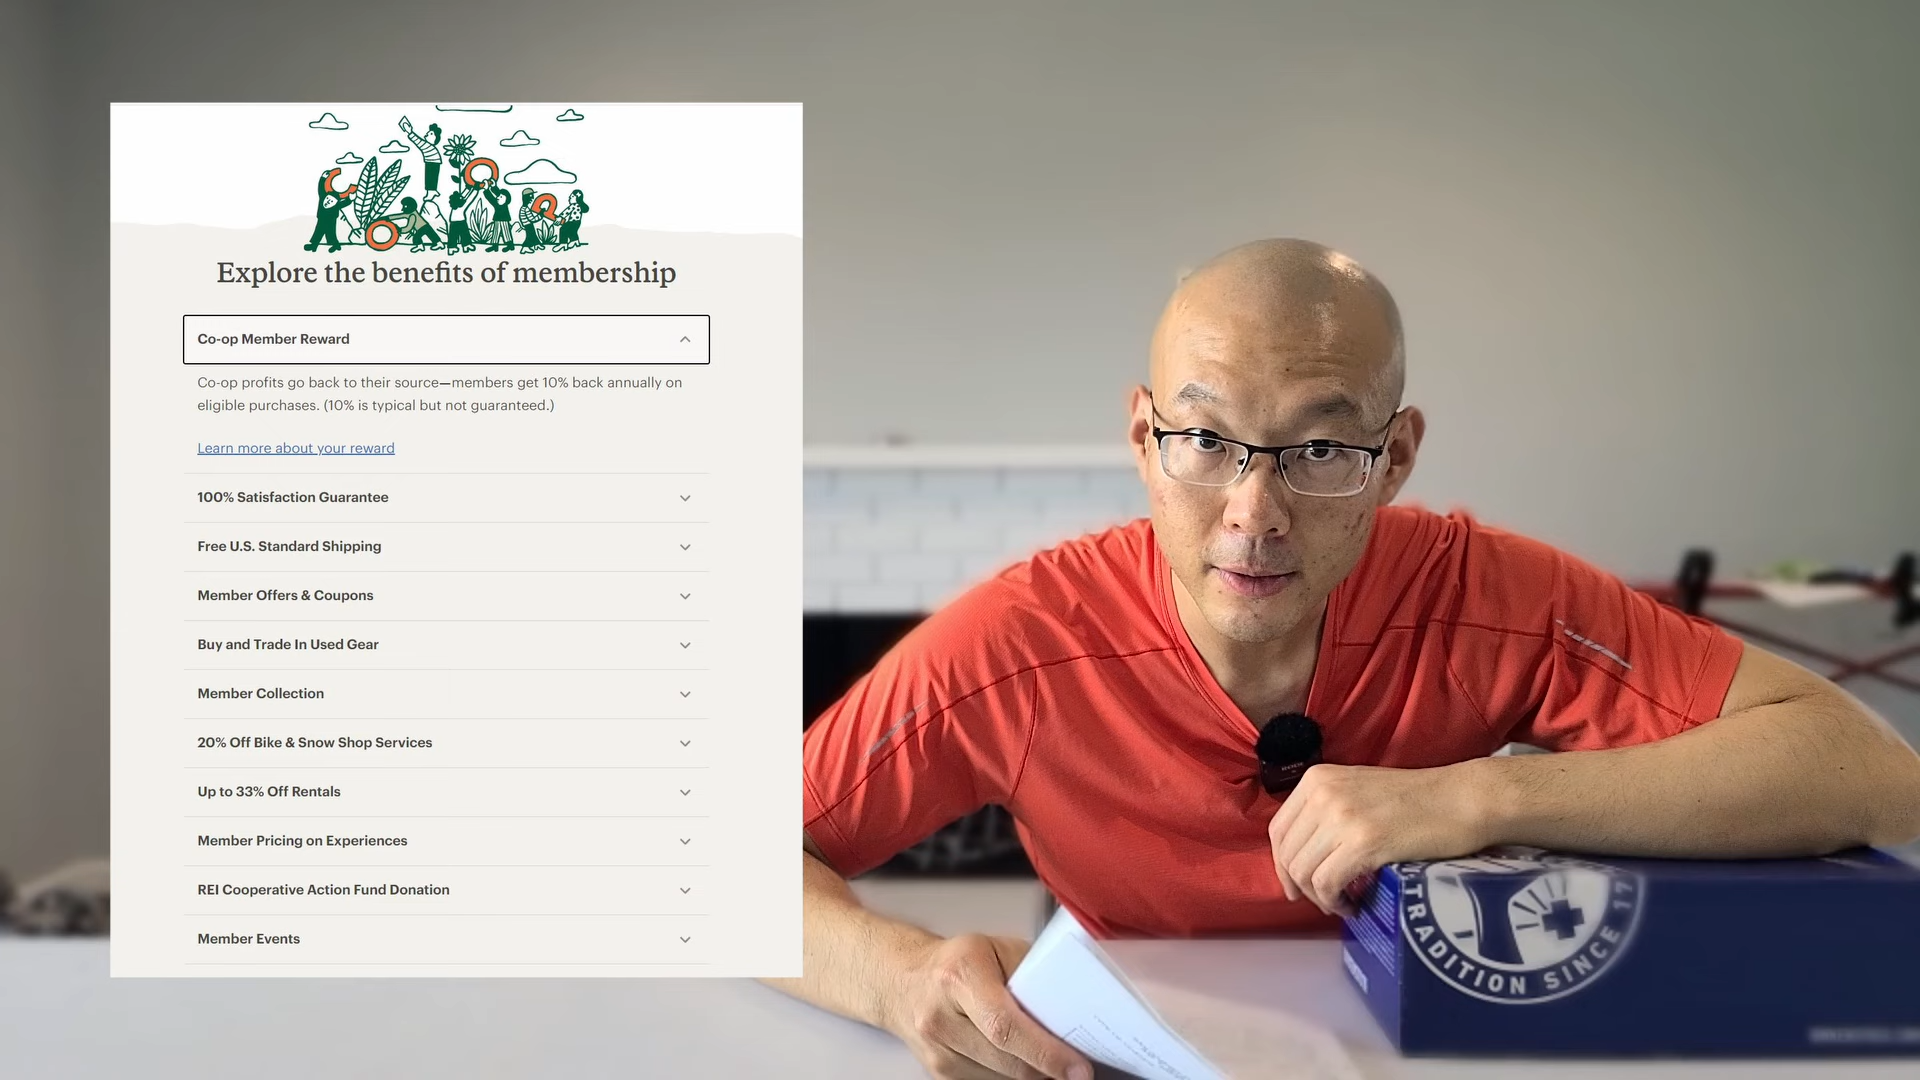 Explore the benefits of membership
Co-op Member Reward
Co-op profits go back to their source—members get 10% back annually on
eligible purchases. (10% is typical but not guaranteed.)
Learn more about your reward
100% Satisfaction Guarantee
Free U.S. Standard Shipping
Member Offers & Coupons
Buy and Trade In Used Gear
Member Collection
20% Off Bike & Snow Shop Services
Up to 33% Off Rentals
Member Pricing on Experiences
REI Cooperative Action Fund Donation
Member Events
RODE
TRADITION SINCE 17